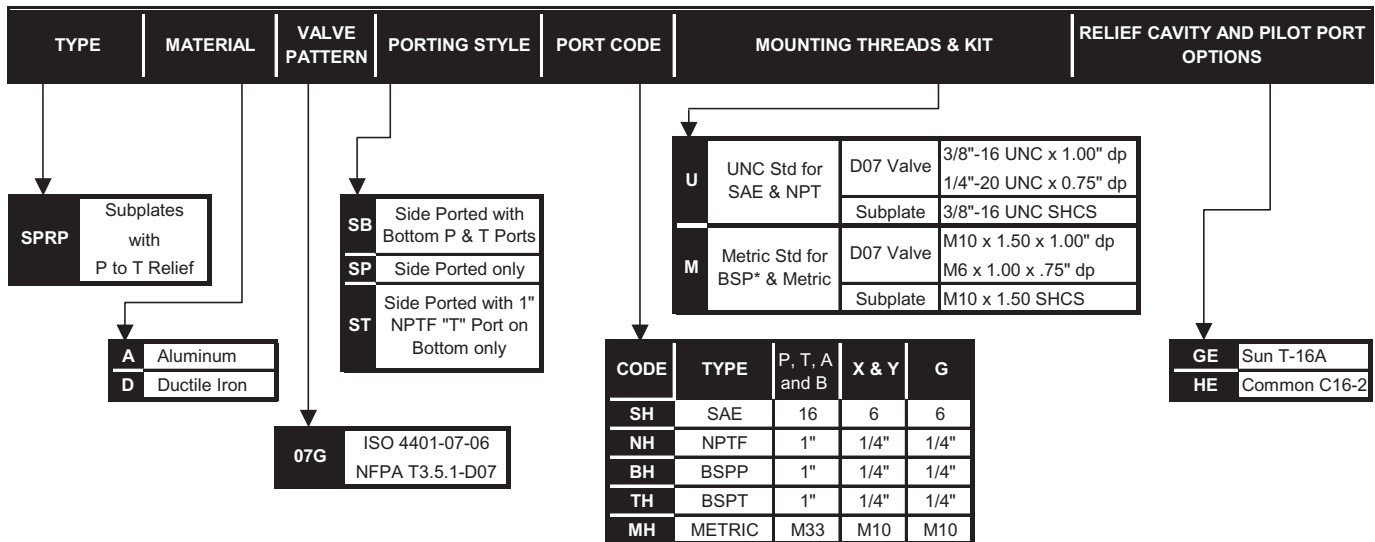 TYPE
MATERIAL
VALVE
PATTERN
PORTING STYLE
PORT CODE
MOUNTING THREADS & KIT
RELIEF CAVITY AND PILOT PORT
OPTIONS
SPRP
Subplates
with
P to T Relief
A Aluminum
D Ductile Iron
07G
ISO 4401-07-06
NFPA T3.5.1-D07
SB
Side Ported with
Bottom P & T Ports
SP Side Ported only
ST
Side Ported with 1"
NPTF "T" Port on
Bottom only
CODE TYPE P, T, A
and B
X & Y G
SH SAE 16 6 6
NH NPTF 1" 1/4" 1/4"
BH BSPP 1" 1/4" 1/4"
TH BSPT 1" 1/4" 1/4"
MH METRIC M33 M10 M10
U
UNC Std for
SAE & NPT
D07 Valve
3/8"-16 UNC x 1.00" dp
1/4"-20 UNC x 0.75" dp
Subplate 3/8"-16 UNC SHCS
M
Metric Std for
BSP* & Metric
D07 Valve
M10 x 1.50 x 1.00" dp
M6 x 1.00 x .75" dp
Subplate M10 x 1.50 SHCS
GE Sun T-16A
HE Common C16-2